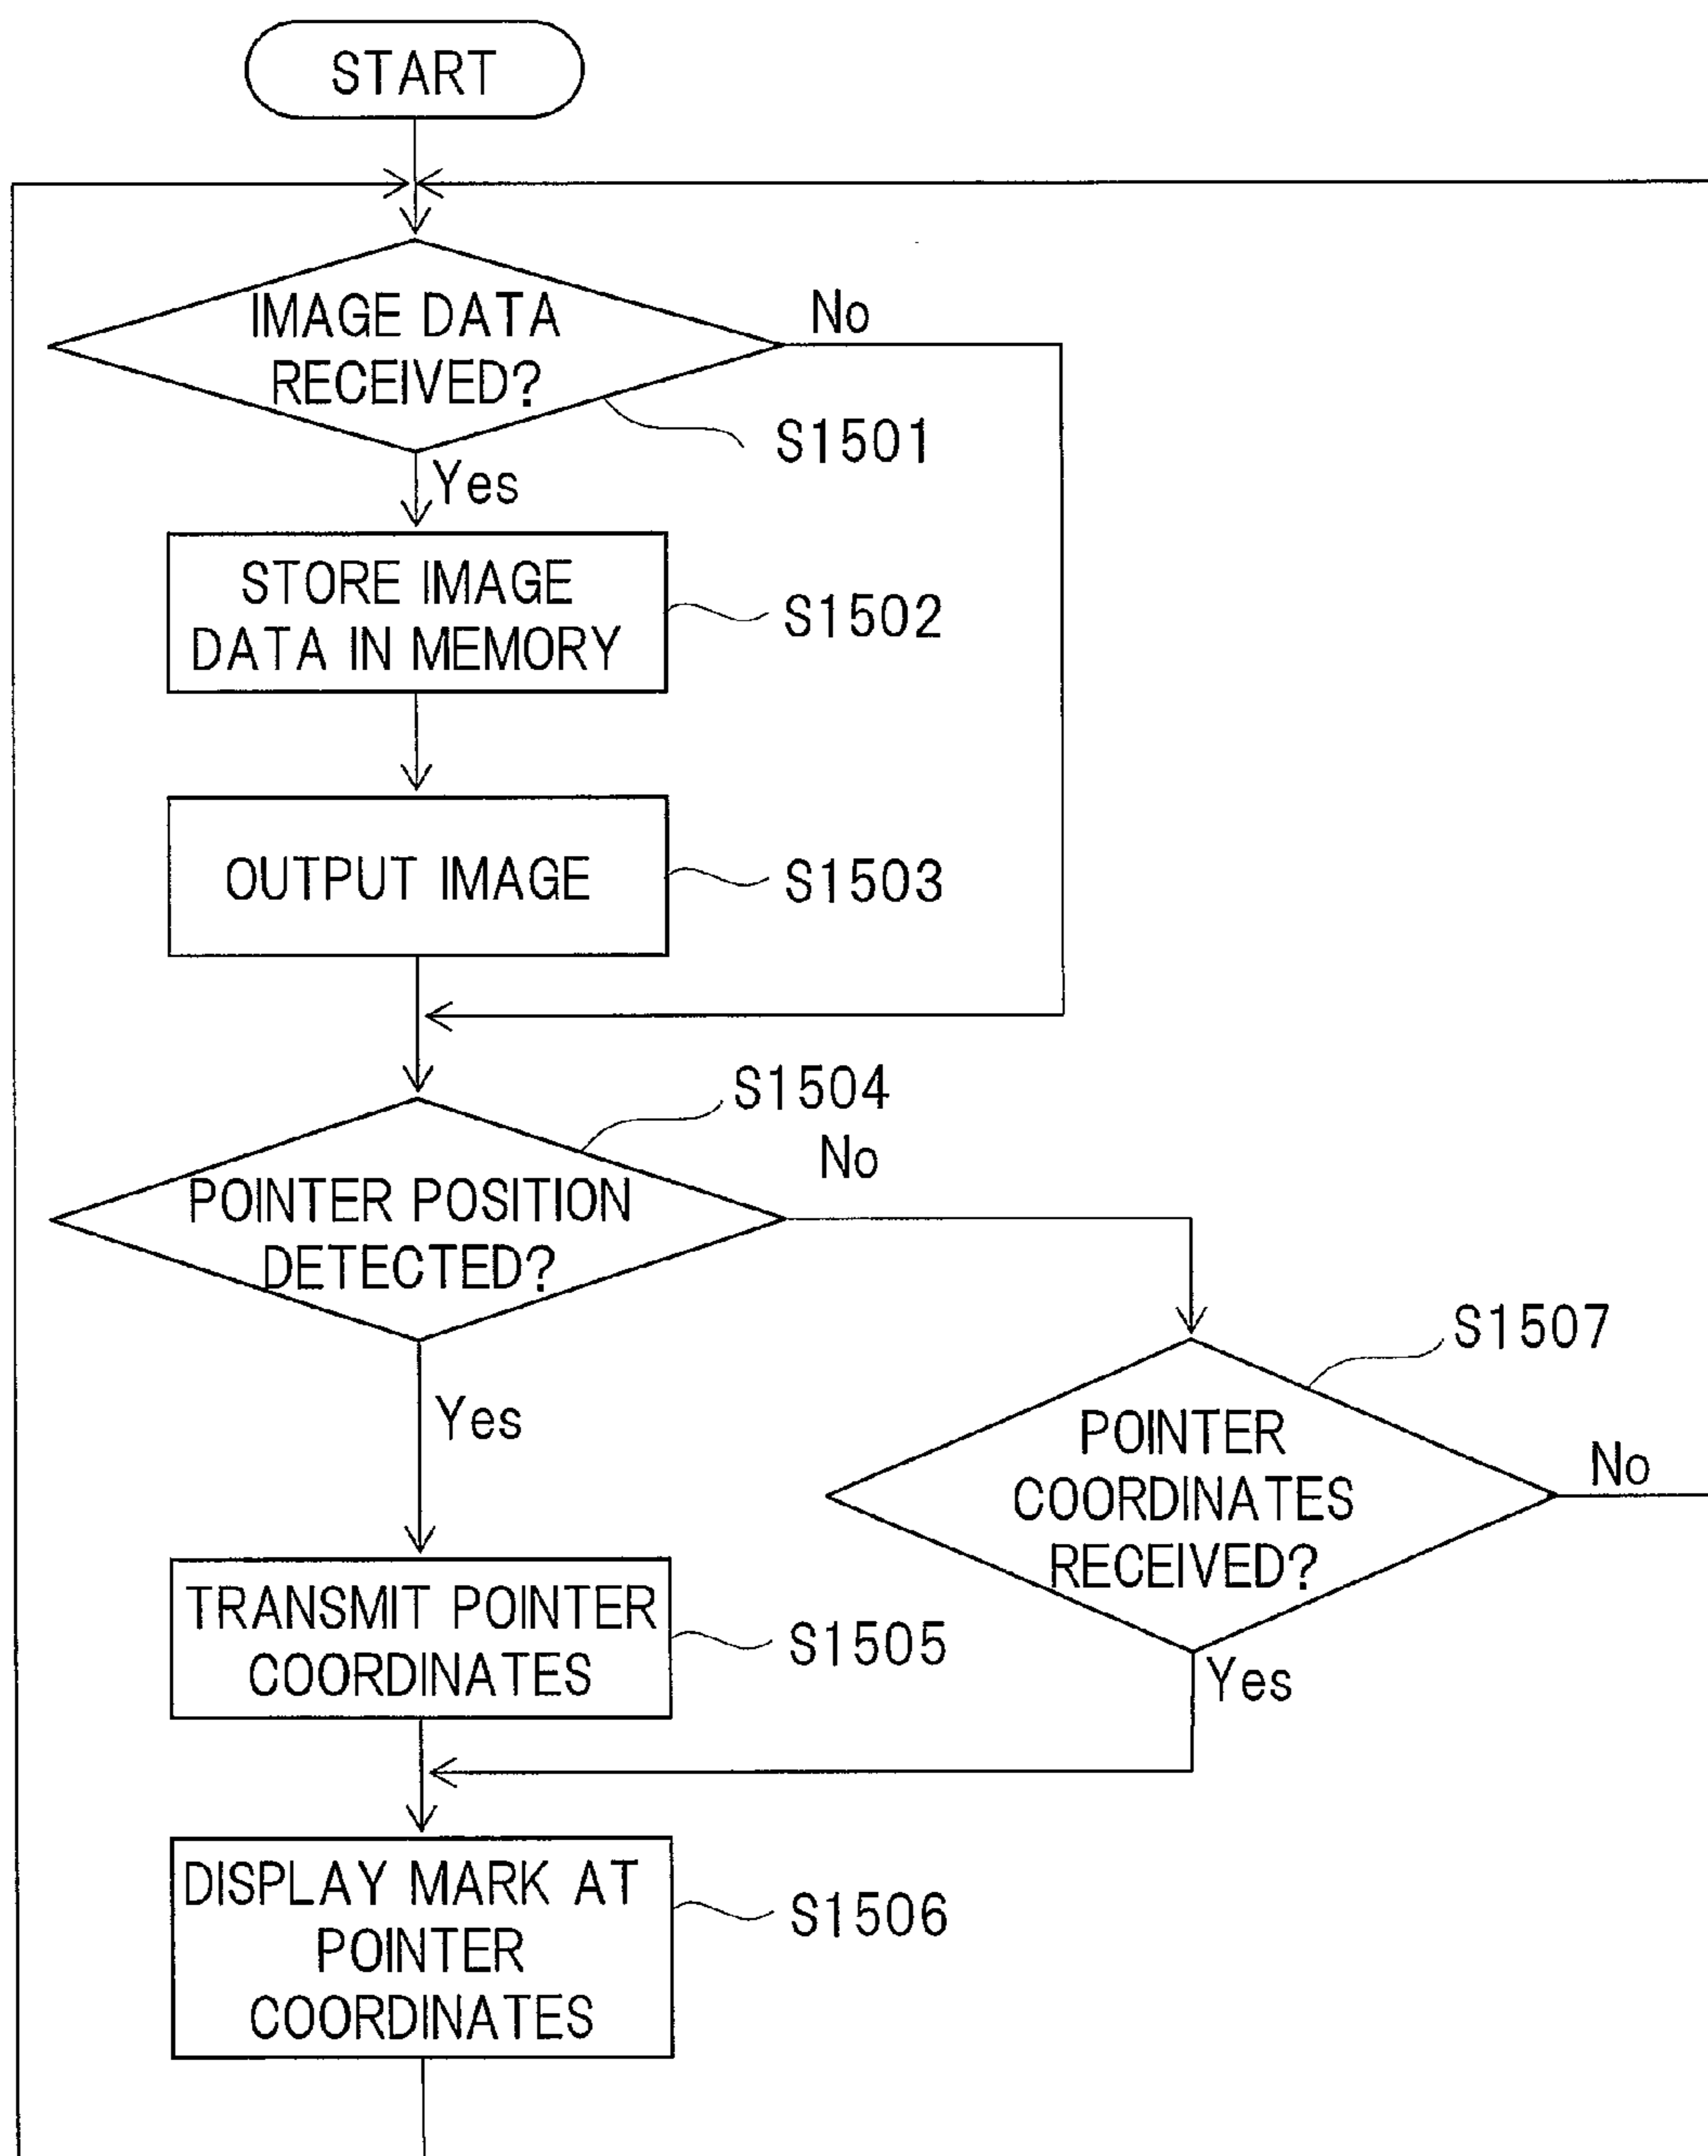 START
IMAGE DATA
RECEIVED?
No
S1501
Yes
STORE IMAGE
DATA IN MEMORY
S1502
OUTPUT IMAGE
S1503
S1504
No
POINTER POSITION
DETECTED?
Yes
S1507
POINTER
COORDINATES
RECEIVED?
No
Yes
TRANSMIT POINTER
COORDINATES
S1505
DISPLAY MARK AT
POINTER
COORDINATES
S1506